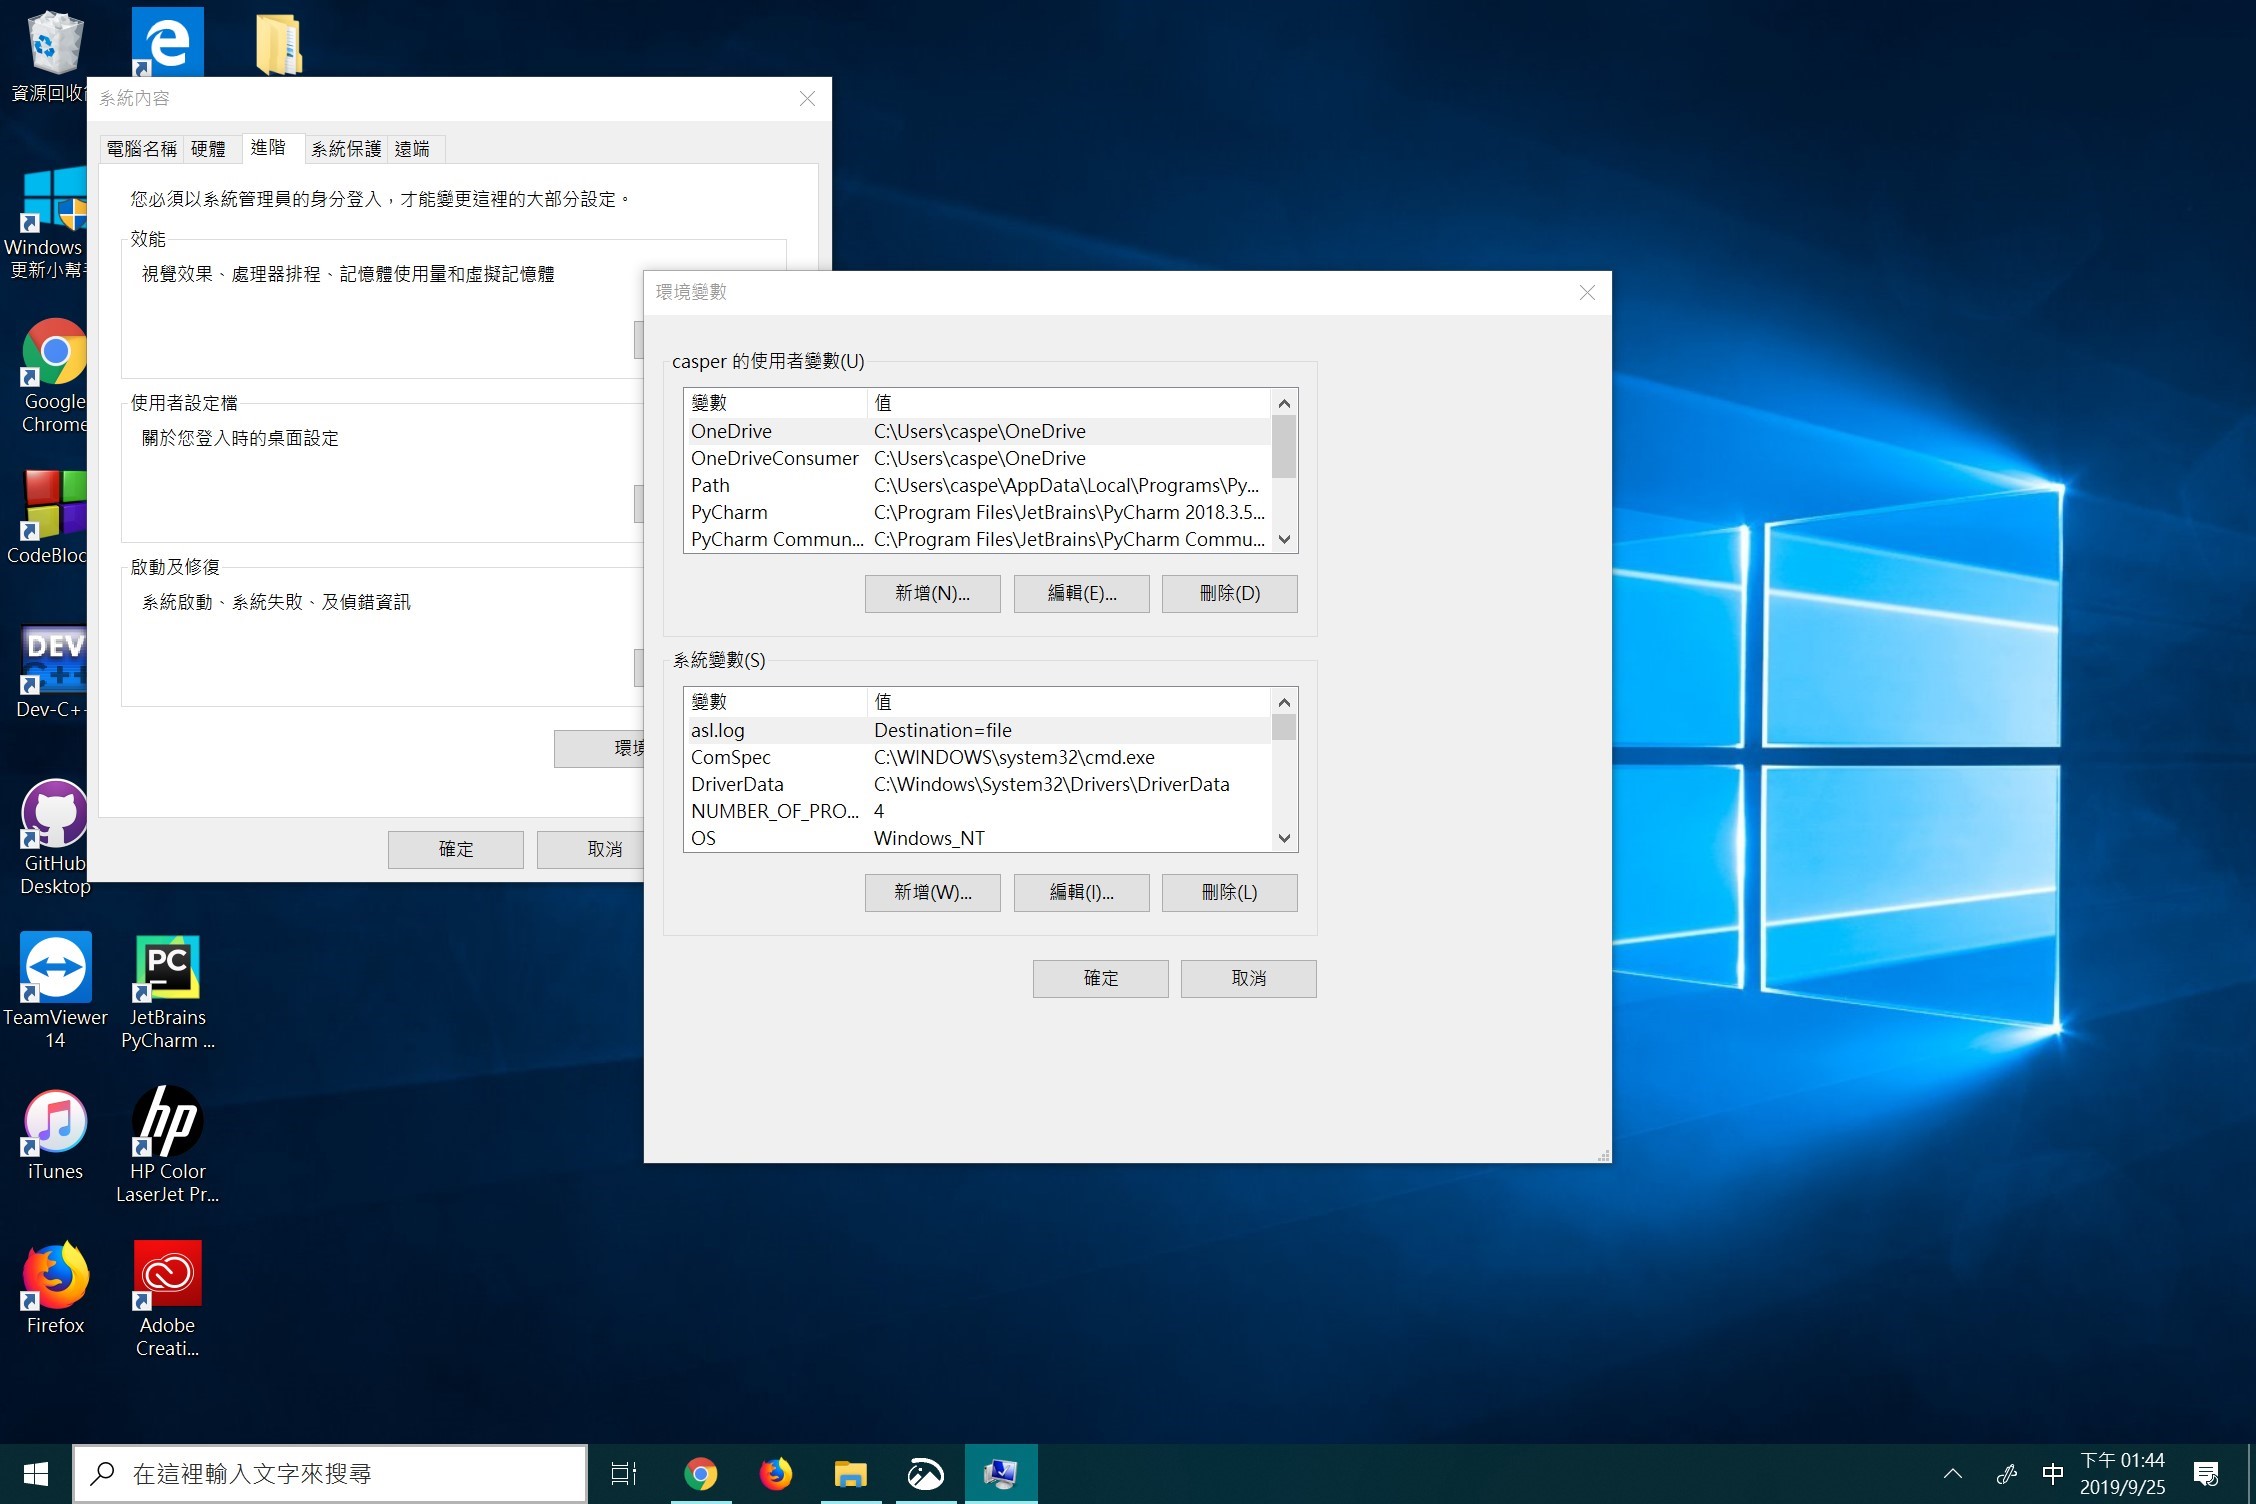 資源回收
Windows
更新小幫
Google
Chrome
CodeBloc
DEV
C++
Dev-C+
GitHub
Desktop
TeamViewer
14
PC
JetBrains
PyCharm ...
iTunes
hp
HP Color
LaserJet Pr...
Firefox
Adobe
Creati...
系統內容
電腦名稱 硬體 進階 系統保護 遠端
您必須以系統管理員的身分登入，才能變更這裡的大部分設定。
效能
視覺效果、處理器排程、記憶體使用量和虛擬記憶體
使用者設定檔
關於您登入時的桌面設定
啟動及修復
系統啟動、系統失敗、及偵錯資訊
環境
確定 取消
環境變數
casper 的使用者變數(U)
變數 值
OneDrive C:\Users\caspe\OneDrive
OneDriveConsumer C:\Users\caspe\OneDrive
Path C:\Users\caspe\AppData\Local\Programs\Py...
PyCharm C:\Program Files\JetBrains\PyCharm 2018.3.5...
PyCharm Commun... C:\Program Files\JetBrains\PyCharm Commu...
新增(N)... 編輯(E)... 刪除(D)
系統變數(S)
變數 值
asl.log Destination=file
ComSpec C:\WINDOWS\system32\cmd.exe
DriverData C:\Windows\System32\Drivers\DriverData
NUMBER_OF_PRO... 4
OS Windows_NT
新增(W)... 編輯(I)... 刪除(L)
確定 取消
在這裡輸入文字來搜尋
中
下午 01:44
2019/9/25